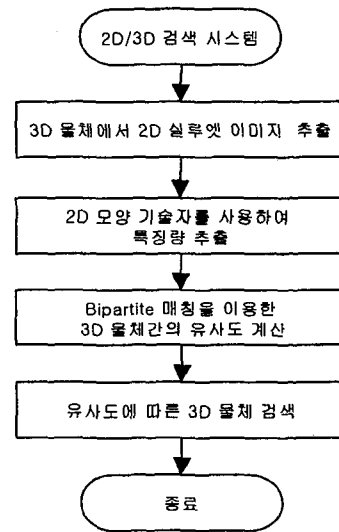 2D/3D 검색 시스템
3D 물체에서 2D 실루엣 이미지 추출
2D 모양 기술자를 사용하여
특징량 추출
Bipartite 매칭을 이용한
3D 물체간의 유사도 계산
유사도에 따른 3D 물체 검색
종료